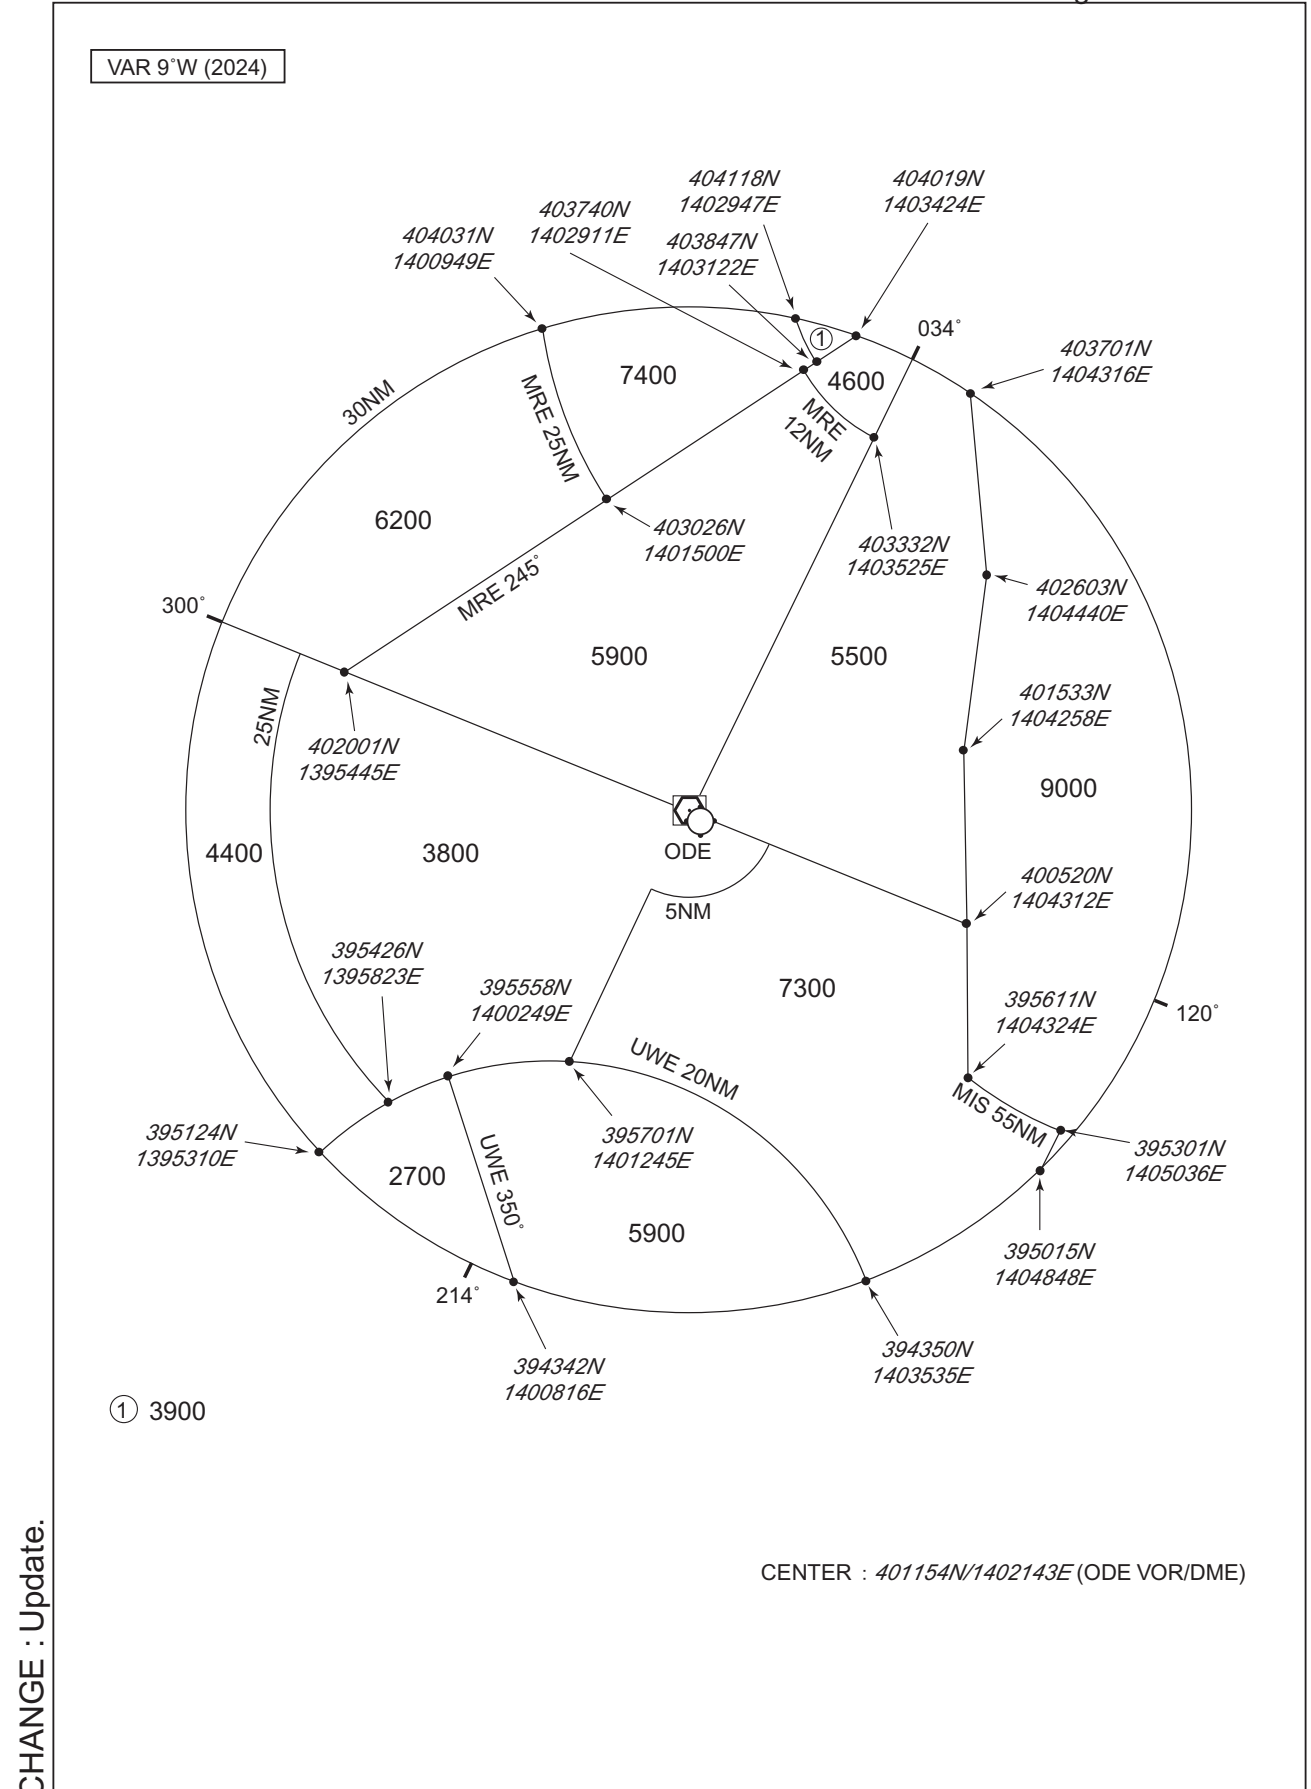 VAR 9˚W (2024)
404118N
1402947E
404019N
1403424E
403740N
1402911E
403847N
1403122E
404031N
1400949E
034˚
403701N
1404316E
30NM
7400
①
4600
MRE 25NM
MRE
12NM
6200
403026N
1401500E
403332N
1403525E
402603N
1404440E
MRE 245˚
300˚
5900
5500
25NM
402001N
1395445E
401533N
1404258E
9000
4400
3800
ODE
5NM
400520N
1404312E
395426N
1395823E
395558N
1400249E
7300
395611N
1404324E
120˚
UWE 20NM
MIS 55NM
395124N
1395310E
2700
UWE 350˚
395701N
1401245E
395301N
1405036E
5900
395015N
1404848E
214˚
394342N
1400816E
394350N
1403535E
① 3900
CENTER : 401154N/1402143E (ODE VOR/DME)
CHANGE : Update.